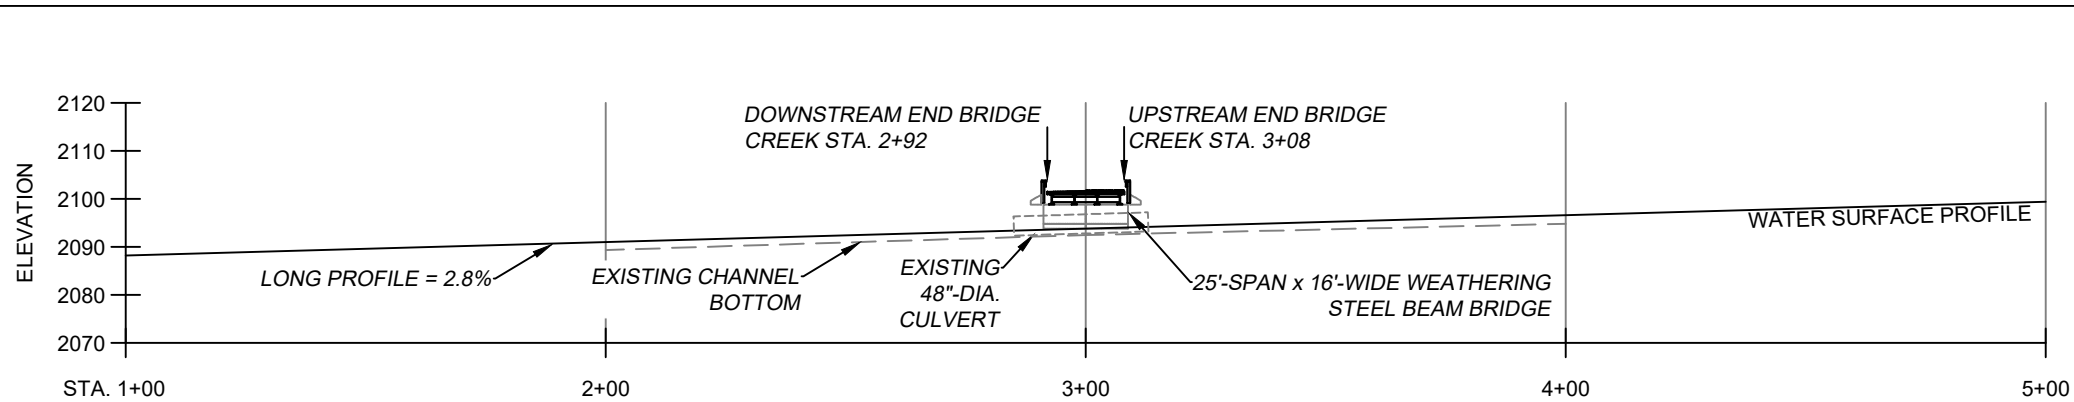 DOWNSTREAM END BRIDGE
CREEK STA. 2+92
UPSTREAM END BRIDGE
CREEK STA. 3+08
ELEVATION
2120
2110
2100
2090
2080
2070
WATER SURFACE PROFILE
LONG PROFILE = 2.8%
EXISTING CHANNEL
BOTTOM
EXISTING
48"-DIA.
CULVERT
25'-SPAN x 16'-WIDE WEATHERING
STEEL BEAM BRIDGE
STA. 1+00
2+00
3+00
4+00
5+00